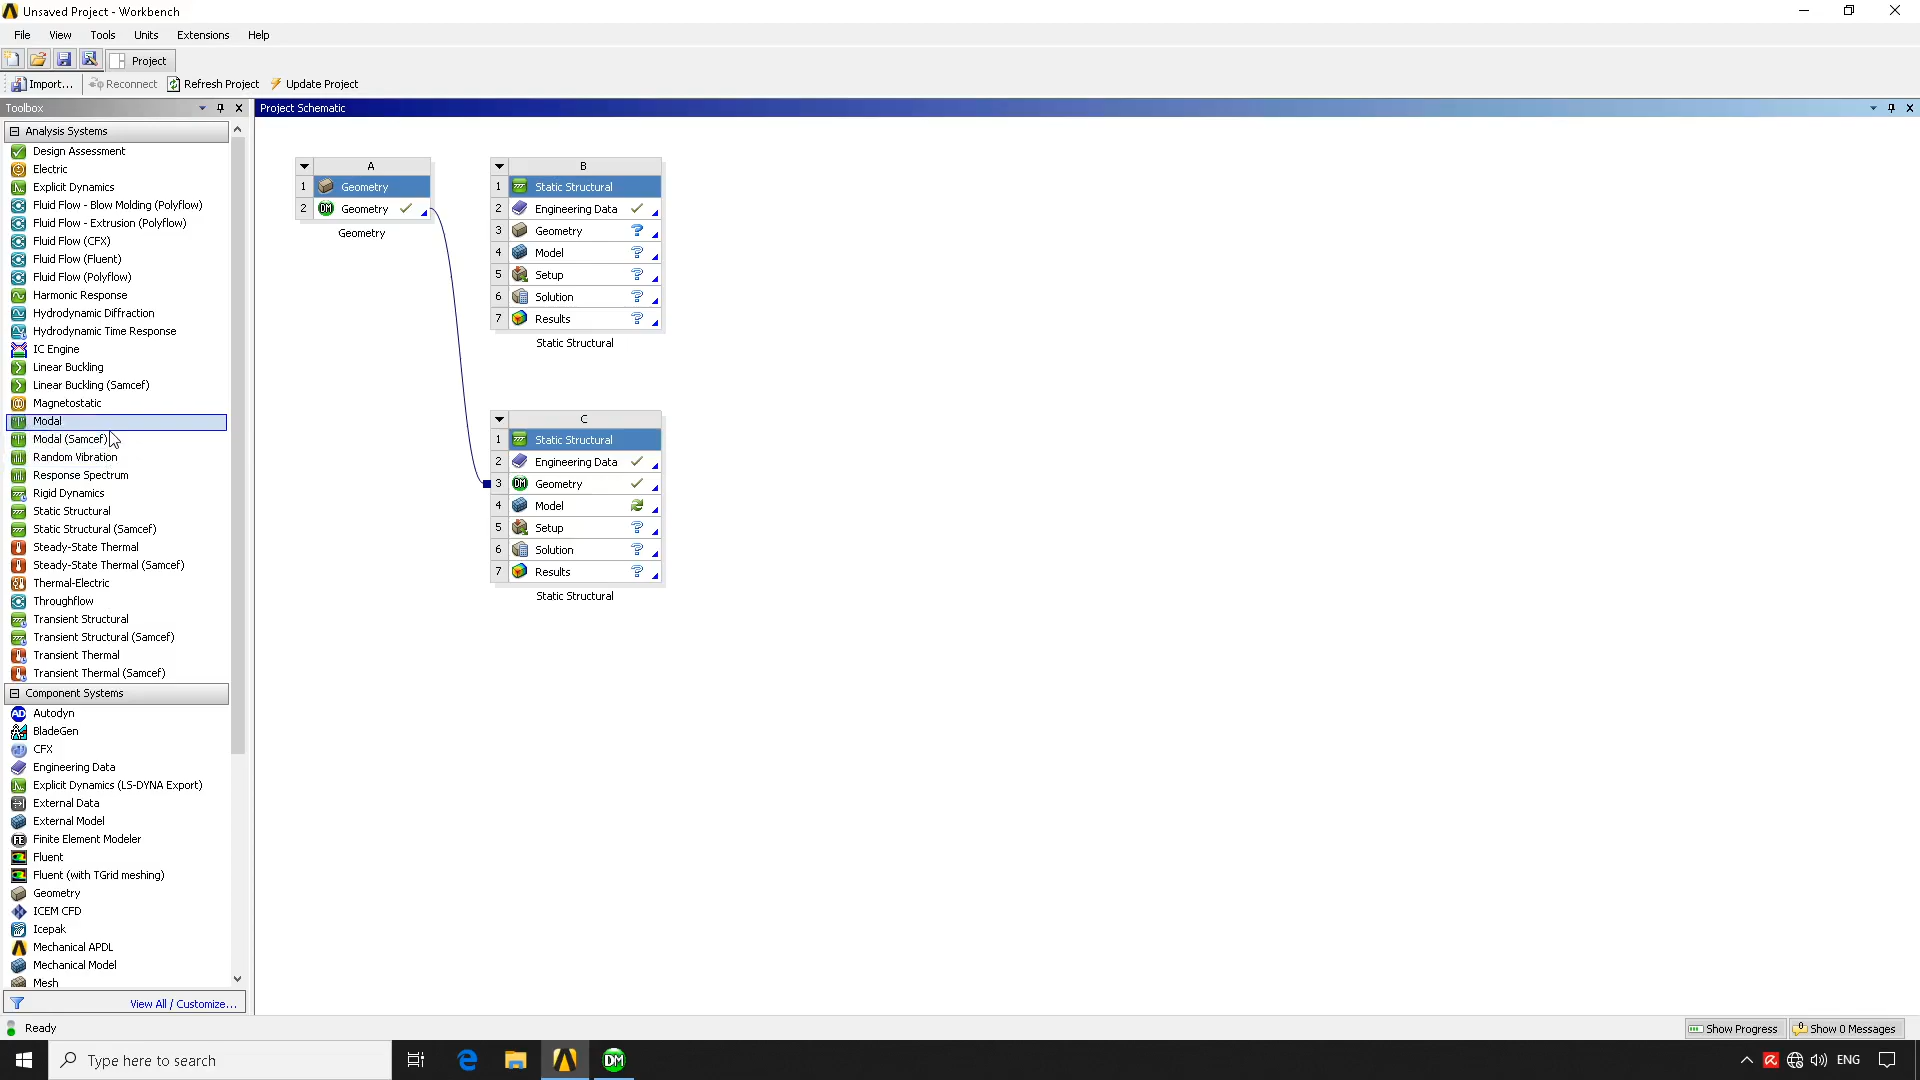 Unsaved Project - Workbench
File View Tools Units Extensions Help
Project
Import... Reconnect Refresh Project Update Project
Toolbox
Analysis Systems
Design Assessment
Electric
Explicit Dynamics
Fluid Flow - Blow Molding (Polyflow)
Fluid Flow - Extrusion (Polyflow)
Fluid Flow (CFX)
Fluid Flow (Fluent)
Fluid Flow (Polyflow)
Harmonic Response
Hydrodynamic Diffraction
Hydrodynamic Time Response
IC Engine
Linear Buckling
Linear Buckling (Samcef)
Magnetostatic
Modal
Modal (Samcef)
Random Vibration
Response Spectrum
Rigid Dynamics
Static Structural
Static Structural (Samcef)
Steady-State Thermal
Steady-State Thermal (Samcef)
Thermal-Electric
Throughflow
Transient Structural
Transient Structural (Samcef)
Transient Thermal
Transient Thermal (Samcef)
Component Systems
Autodyn
BladeGen
CFX
Engineering Data
Explicit Dynamics (LS-DYNA Export)
External Data
External Model
Finite Element Modeler
Fluent
Fluent (with TGrid meshing)
Geometry
ICEM CFD
Icepak
Mechanical APDL
Mechanical Model
Mesh
View All / Customize...
Project Schematic
A
1 Geometry
2 DM Geometry
Geometry
B
1 Static Structural
2 Engineering Data
3 Geometry
4 Model
5 Setup
6 Solution
7 Results
Static Structural
C
1 Static Structural
2 Engineering Data
3 DM Geometry
4 Model
5 Setup
6 Solution
7 Results
Static Structural
Ready
Show Progress Show 0 Messages
Type here to search
DM
ENG